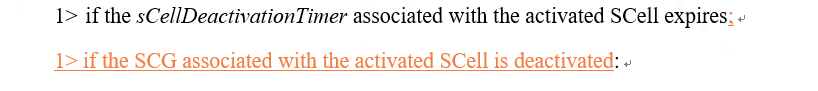 1> if the sCellDeactivationTimer associated with the activated SCell expires; ↵
1> if the SCG associated with the activated SCell is deactivated: ↵